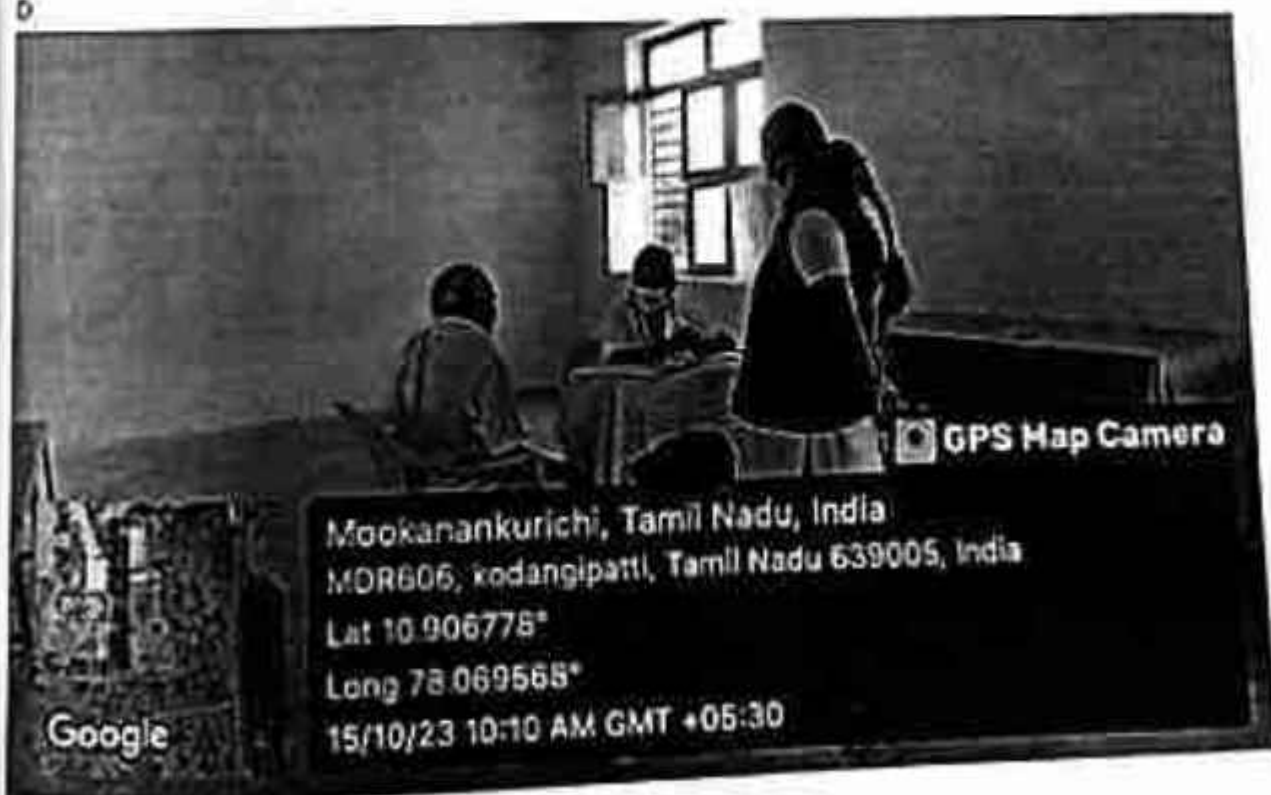 D
GPS Map Camera
Mookanankurichi, Tamil Nadu, India
MDR606, kodangipatti, Tamil Nadu 639005, India
Lat 10.906778°
Long 78.069568°
15/10/23 10:10 AM GMT +05:30
Google